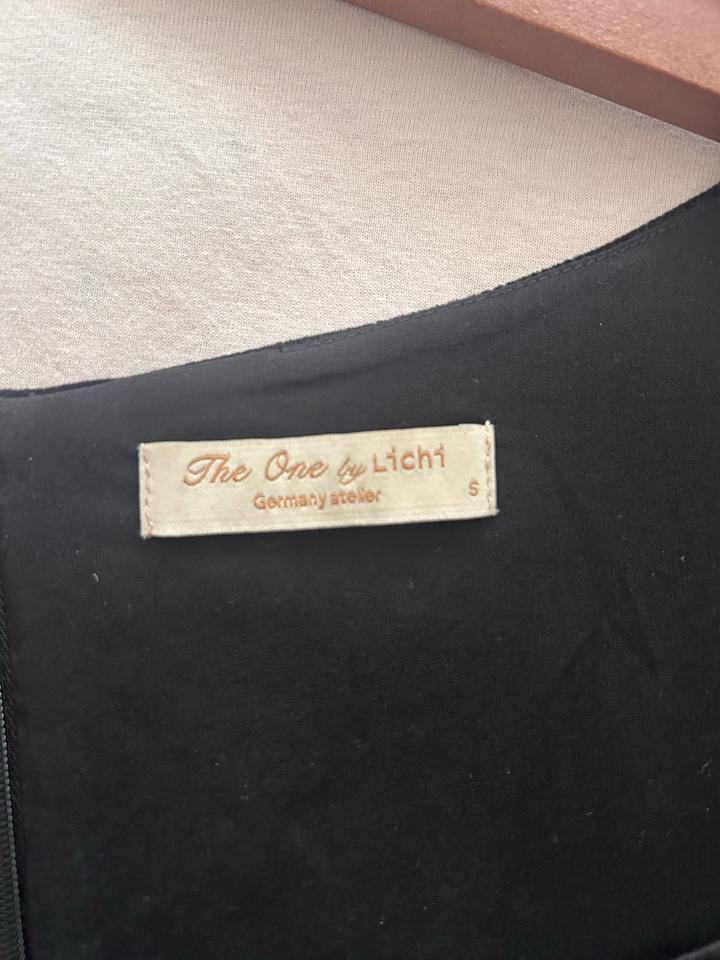 The One by Lichi
Germany atelier
S